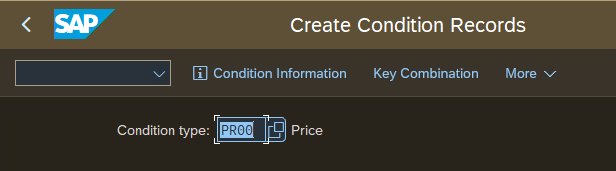 SAP Create Condition Records
Condition Information Key Combination More
Condition type: PR00 Price